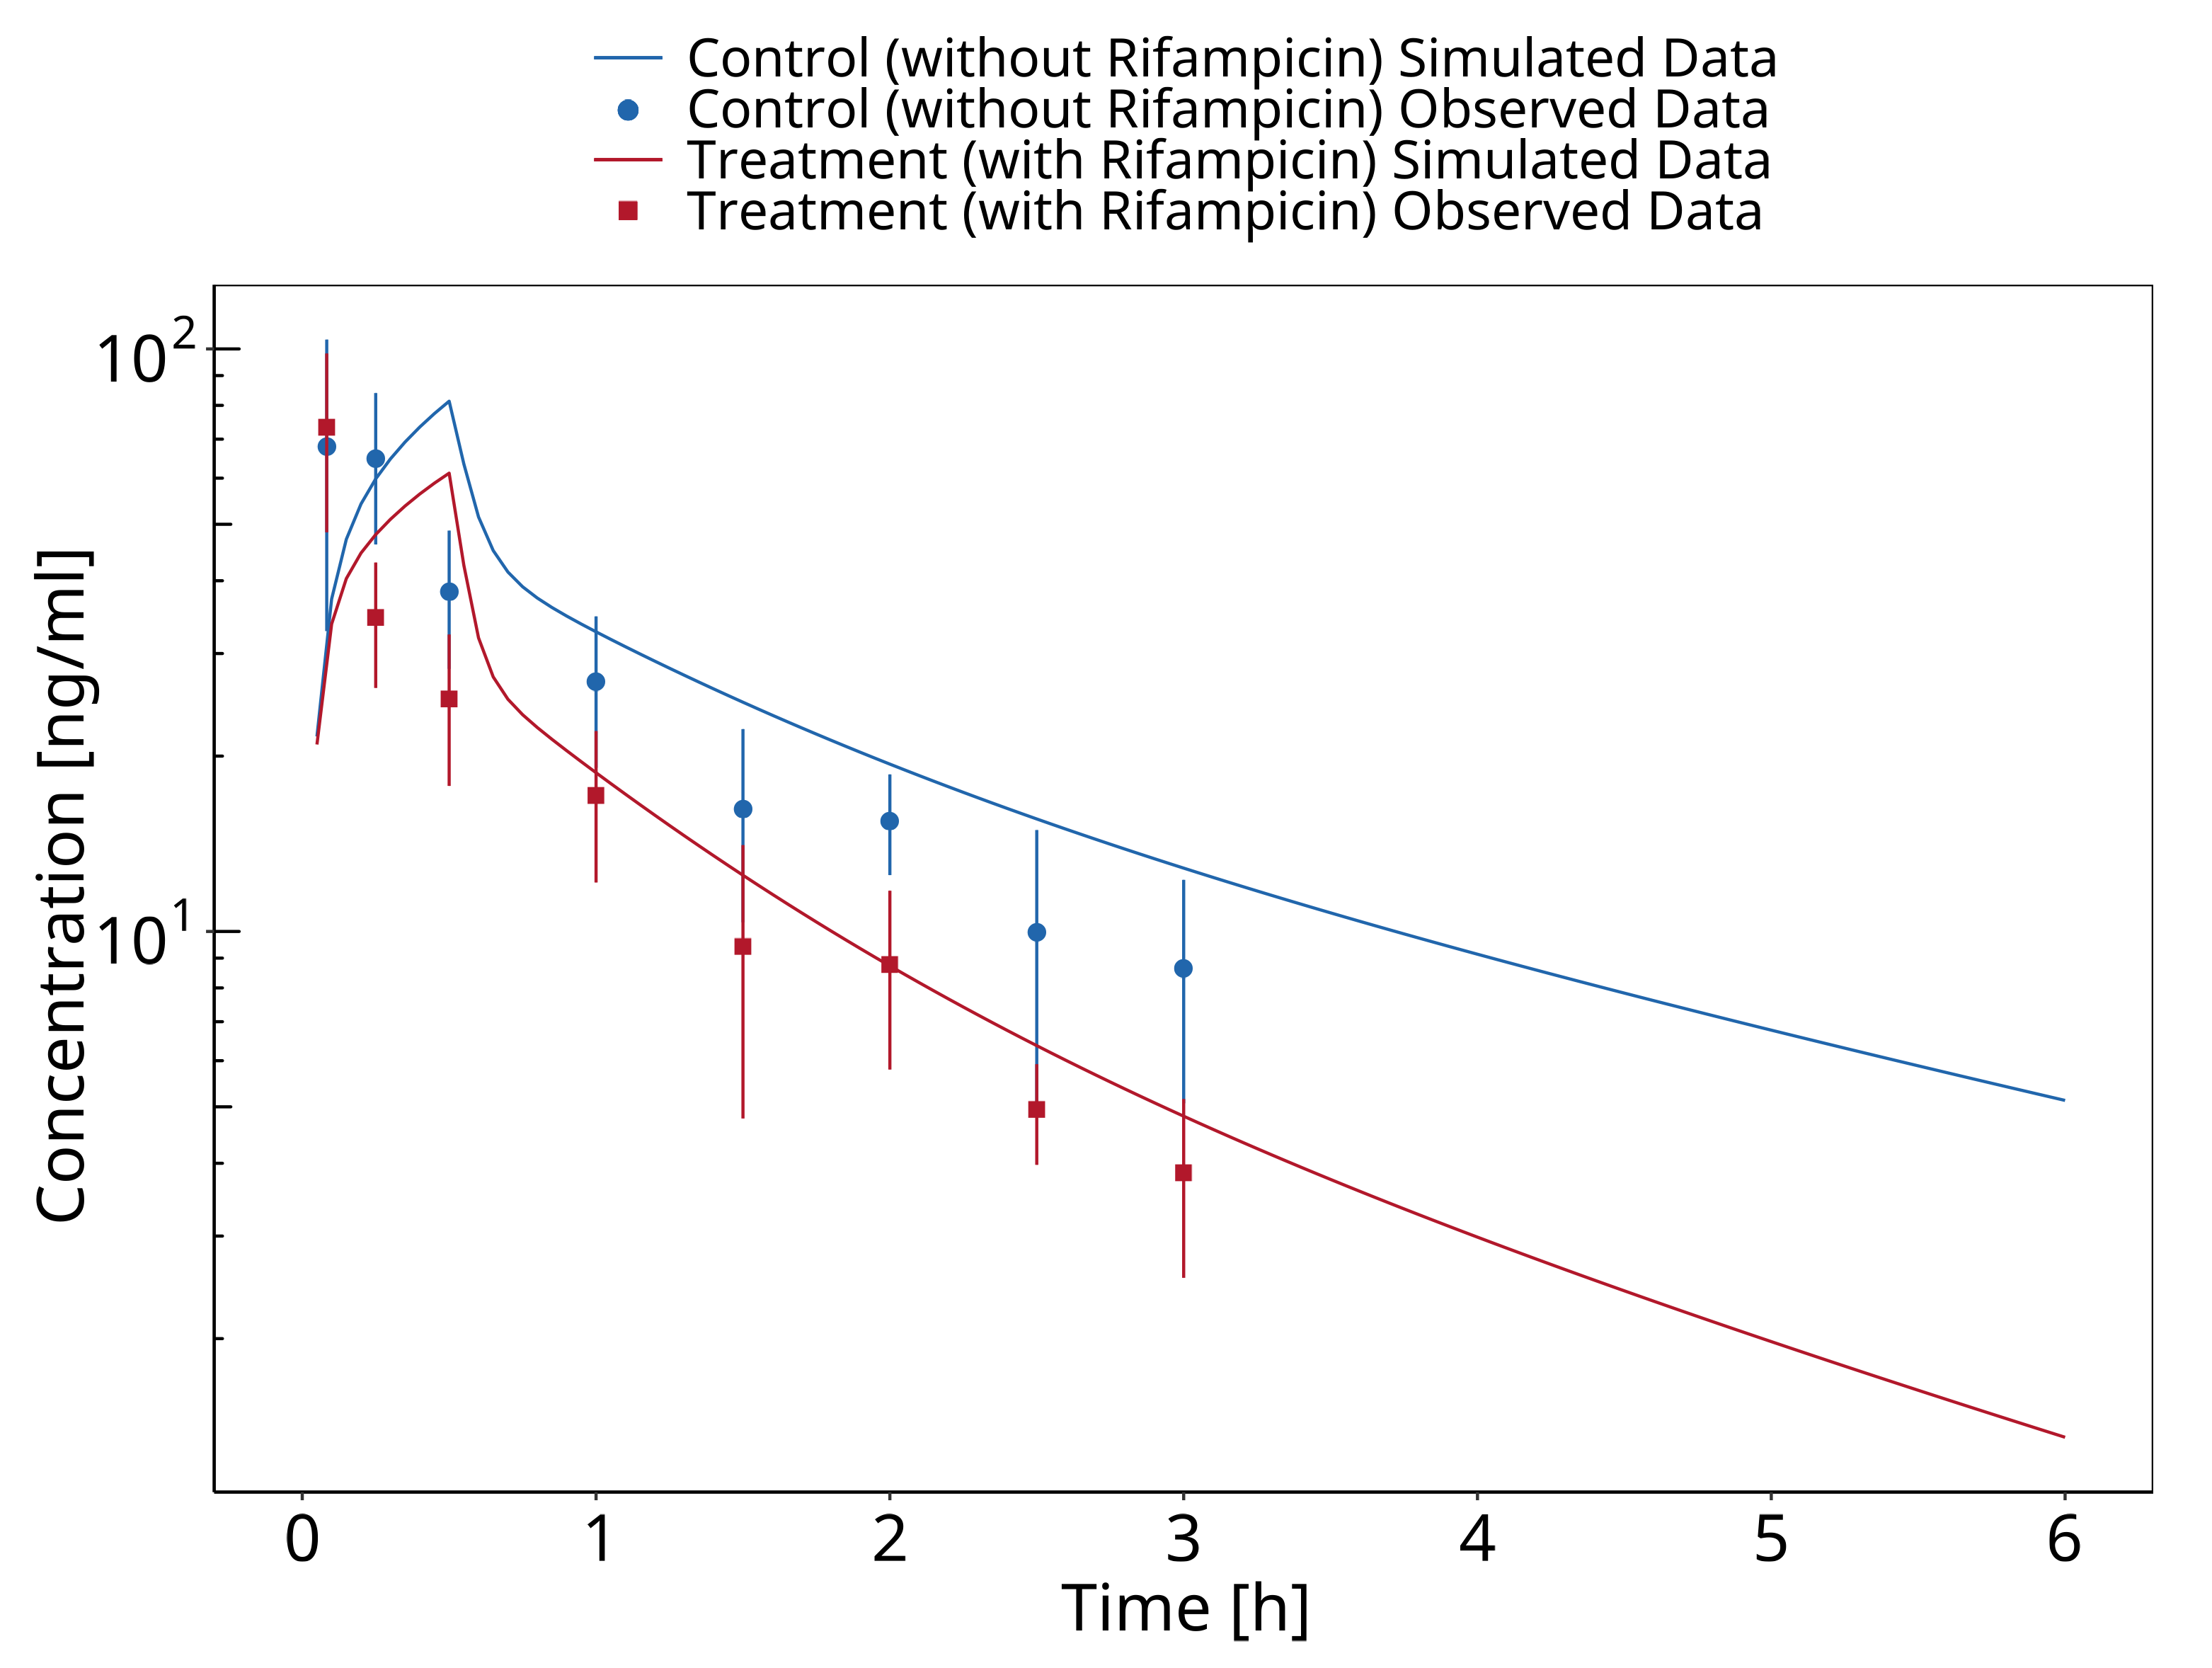 Control (without Rifampicin) Simulated Data
Control (without Rifampicin) Observed Data
Treatment (with Rifampicin) Simulated Data
Treatment (with Rifampicin) Observed Data
10²
10¹
Concentration [ng/ml]
0 1 2 3 4 5 6
Time [h]